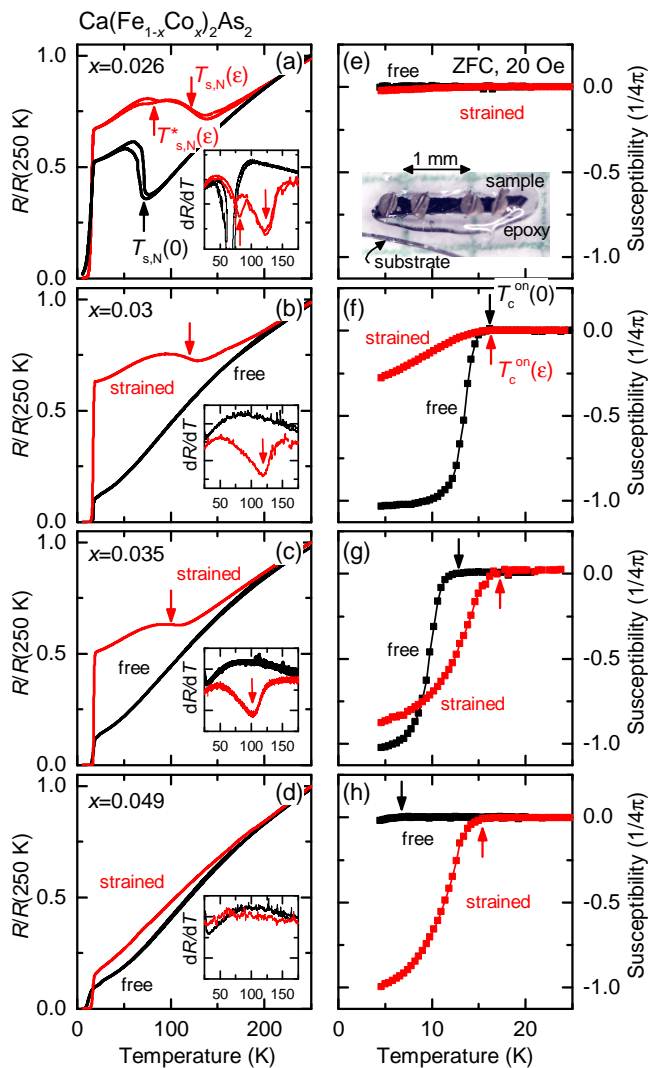 Ca(Fe1-xCox)2As2
(a)
x=0.026
Ts,N(ε)
T*s,N(ε)
Ts,N(0)
R/R(250 K)
1.0
0.5
0.0
dR/dT
50 100 150
(e)
free
ZFC, 20 Oe
strained
1 mm
sample
epoxy
substrate
0.0
-0.5
-1.0
Susceptibility (1/4π)
(b)
x=0.03
strained
free
R/R(250 K)
1.0
0.5
0.0
dR/dT
50 100 150
(f)
Tc^on(0)
strained
Tc^on(ε)
free
0.0
-0.5
-1.0
Susceptibility (1/4π)
(c)
x=0.035
strained
free
R/R(250 K)
1.0
0.5
0.0
dR/dT
50 100 150
(g)
free
strained
0.0
-0.5
-1.0
Susceptibility (1/4π)
(d)
x=0.049
strained
free
R/R(250 K)
1.0
0.5
0.0
dR/dT
50 100 150
0 100 200
Temperature (K)
(h)
free
strained
0.0
-0.5
-1.0
Susceptibility (1/4π)
0 10 20
Temperature (K)